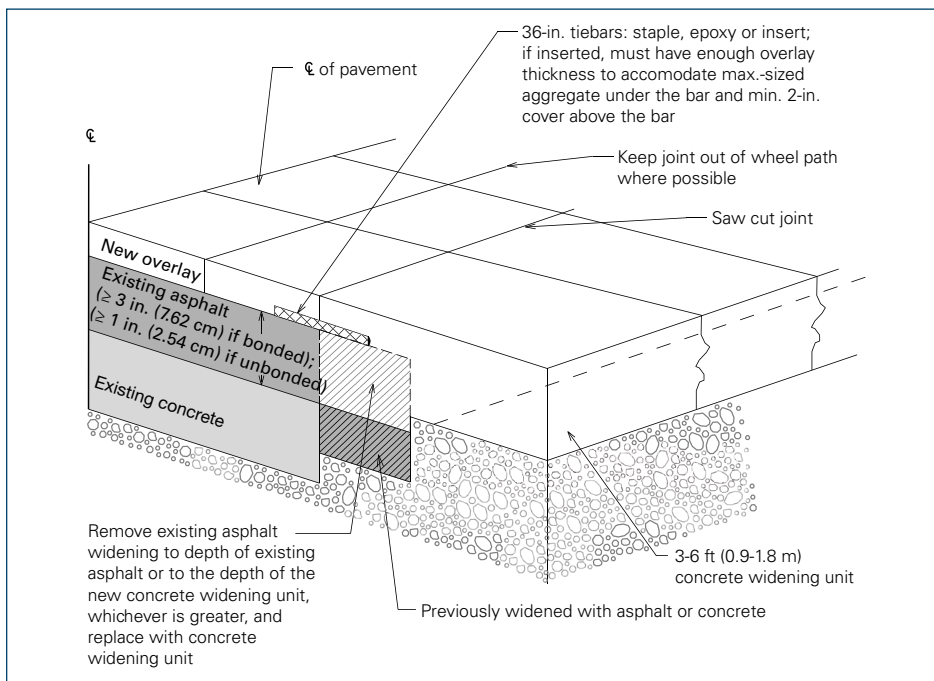 36-in. tiebars: staple, epoxy or insert;
if inserted, must have enough overlay
thickness to accomodate max.-sized
aggregate under the bar and min. 2-in.
cover above the bar
℄ of pavement
℄
Keep joint out of wheel path
where possible
Saw cut joint
New overlay
Existing asphalt
(≥ 3 in. (7.62 cm) if bonded);
(≥ 1 in. (2.54 cm) if unbonded)
Existing concrete
Remove existing asphalt
widening to depth of existing
asphalt or to the depth of the
new concrete widening unit,
whichever is greater, and
replace with concrete
widening unit
3-6 ft (0.9-1.8 m)
concrete widening unit
Previously widened with asphalt or concrete